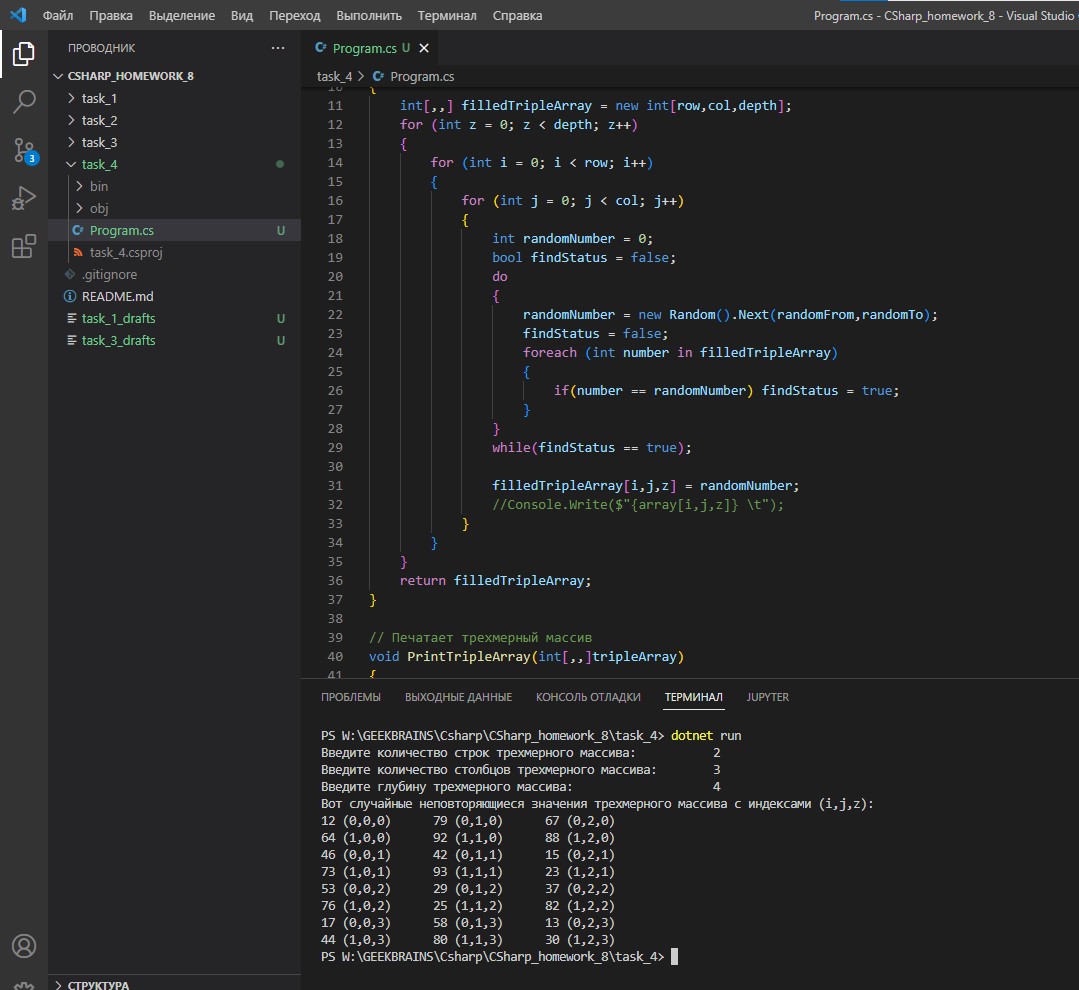 Файл Правка Выделение Вид Переход Выполнить Терминал Справка
Program.cs - CSharp_homework_8 - Visual Studio
ПРОВОДНИК ...
CSHARP_HOMEWORK_8
task_1
task_2
task_3
task_4
bin
obj
Program.cs U
task_4.csproj
.gitignore
README.md
task_1_drafts U
task_3_drafts U
СТРУКТУРА
3
Program.cs U
task_4 > Program.cs
10 {
11 int[,,] filledTripleArray = new int[row,col,depth];
12 for (int z = 0; z < depth; z++)
13 {
14 for (int i = 0; i < row; i++)
15 {
16 for (int j = 0; j < col; j++)
17 {
18 int randomNumber = 0;
19 bool findStatus = false;
20 do
21 {
22 randomNumber = new Random().Next(randomFrom,randomTo);
23 findStatus = false;
24 foreach (int number in filledTripleArray)
25 {
26 if(number == randomNumber) findStatus = true;
27 }
28 }
29 while(findStatus == true);
30
31 filledTripleArray[i,j,z] = randomNumber;
32 //Console.Write($"{array[i,j,z]} \t");
33 }
34 }
35 }
36 return filledTripleArray;
37 }
38
39 // Печатает трехмерный массив
40 void PrintTripleArray(int[,,]tripleArray)
41 {
ПРОБЛЕМЫ ВЫХОДНЫЕ ДАННЫЕ КОНСОЛЬ ОТЛАДКИ ТЕРМИНАЛ JUPYTER
PS W:\GEEKBRAINS\Csharp\CSharp_homework_8\task_4> dotnet run
Введите количество строк трехмерного массива: 2
Введите количество столбцов трехмерного массива: 3
Введите глубину трехмерного массива: 4
Вот случайные неповторяющиеся значения трехмерного массива с индексами (i,j,z):
12 (0,0,0) 79 (0,1,0) 67 (0,2,0)
64 (1,0,0) 92 (1,1,0) 88 (1,2,0)
46 (0,0,1) 42 (0,1,1) 15 (0,2,1)
73 (1,0,1) 93 (1,1,1) 23 (1,2,1)
53 (0,0,2) 29 (0,1,2) 37 (0,2,2)
76 (1,0,2) 25 (1,1,2) 82 (1,2,2)
17 (0,0,3) 58 (0,1,3) 13 (0,2,3)
44 (1,0,3) 80 (1,1,3) 30 (1,2,3)
PS W:\GEEKBRAINS\Csharp\CSharp_homework_8\task_4>